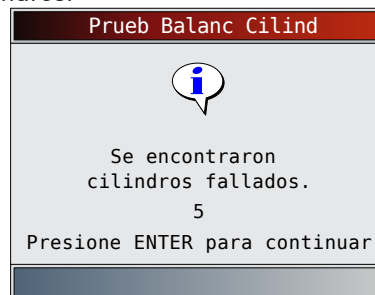 Prueb Balanc Cilind
Se encontraron
cilindros fallados.
5
Presione ENTER para continuar